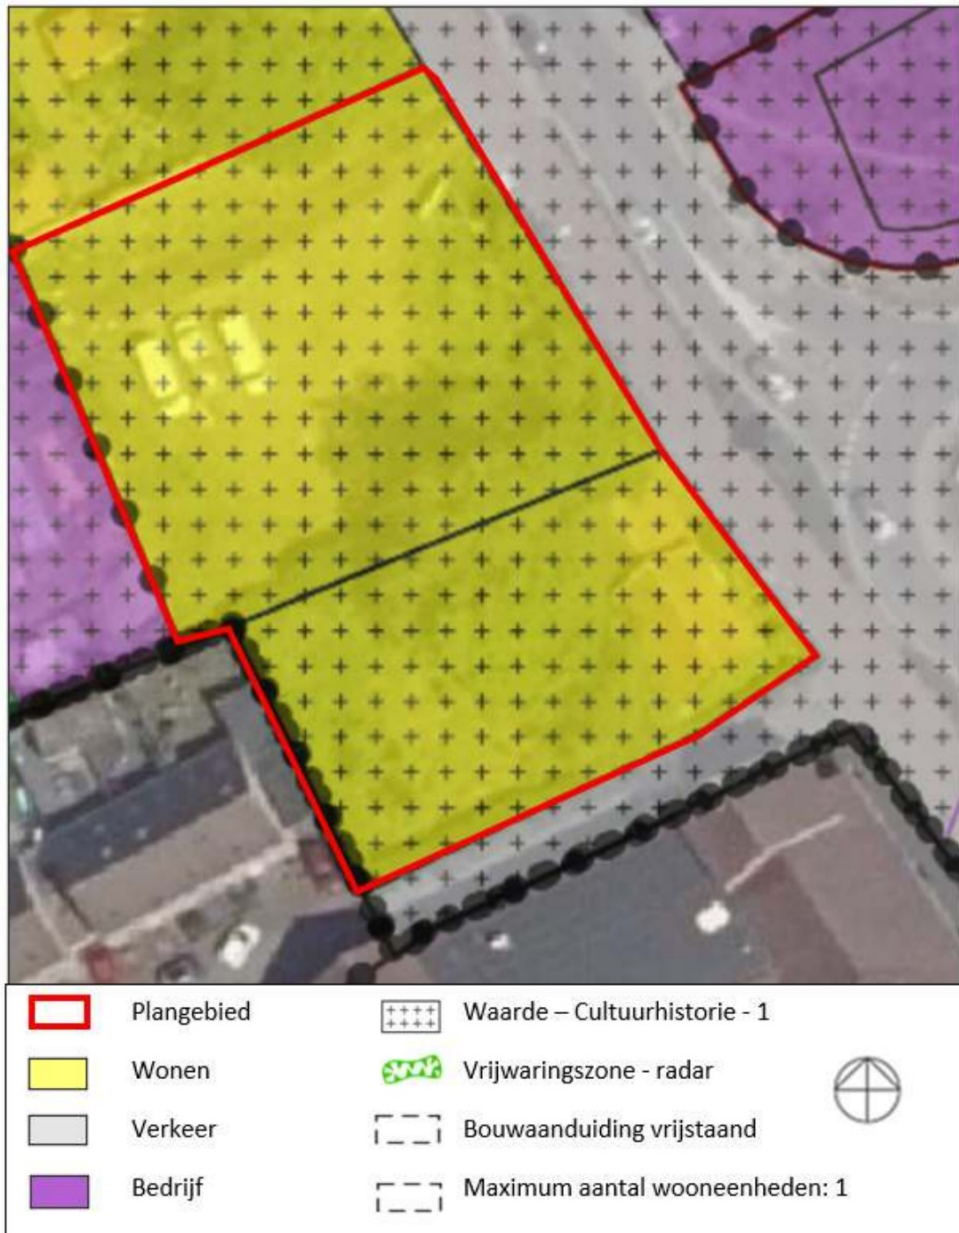 Plangebied
Wonen
Verkeer
Bedrijf
Waarde – Cultuurhistorie - 1
Vrijwaringszone - radar
Bouwaanduiding vrijstaand
Maximum aantal wooneenheden: 1